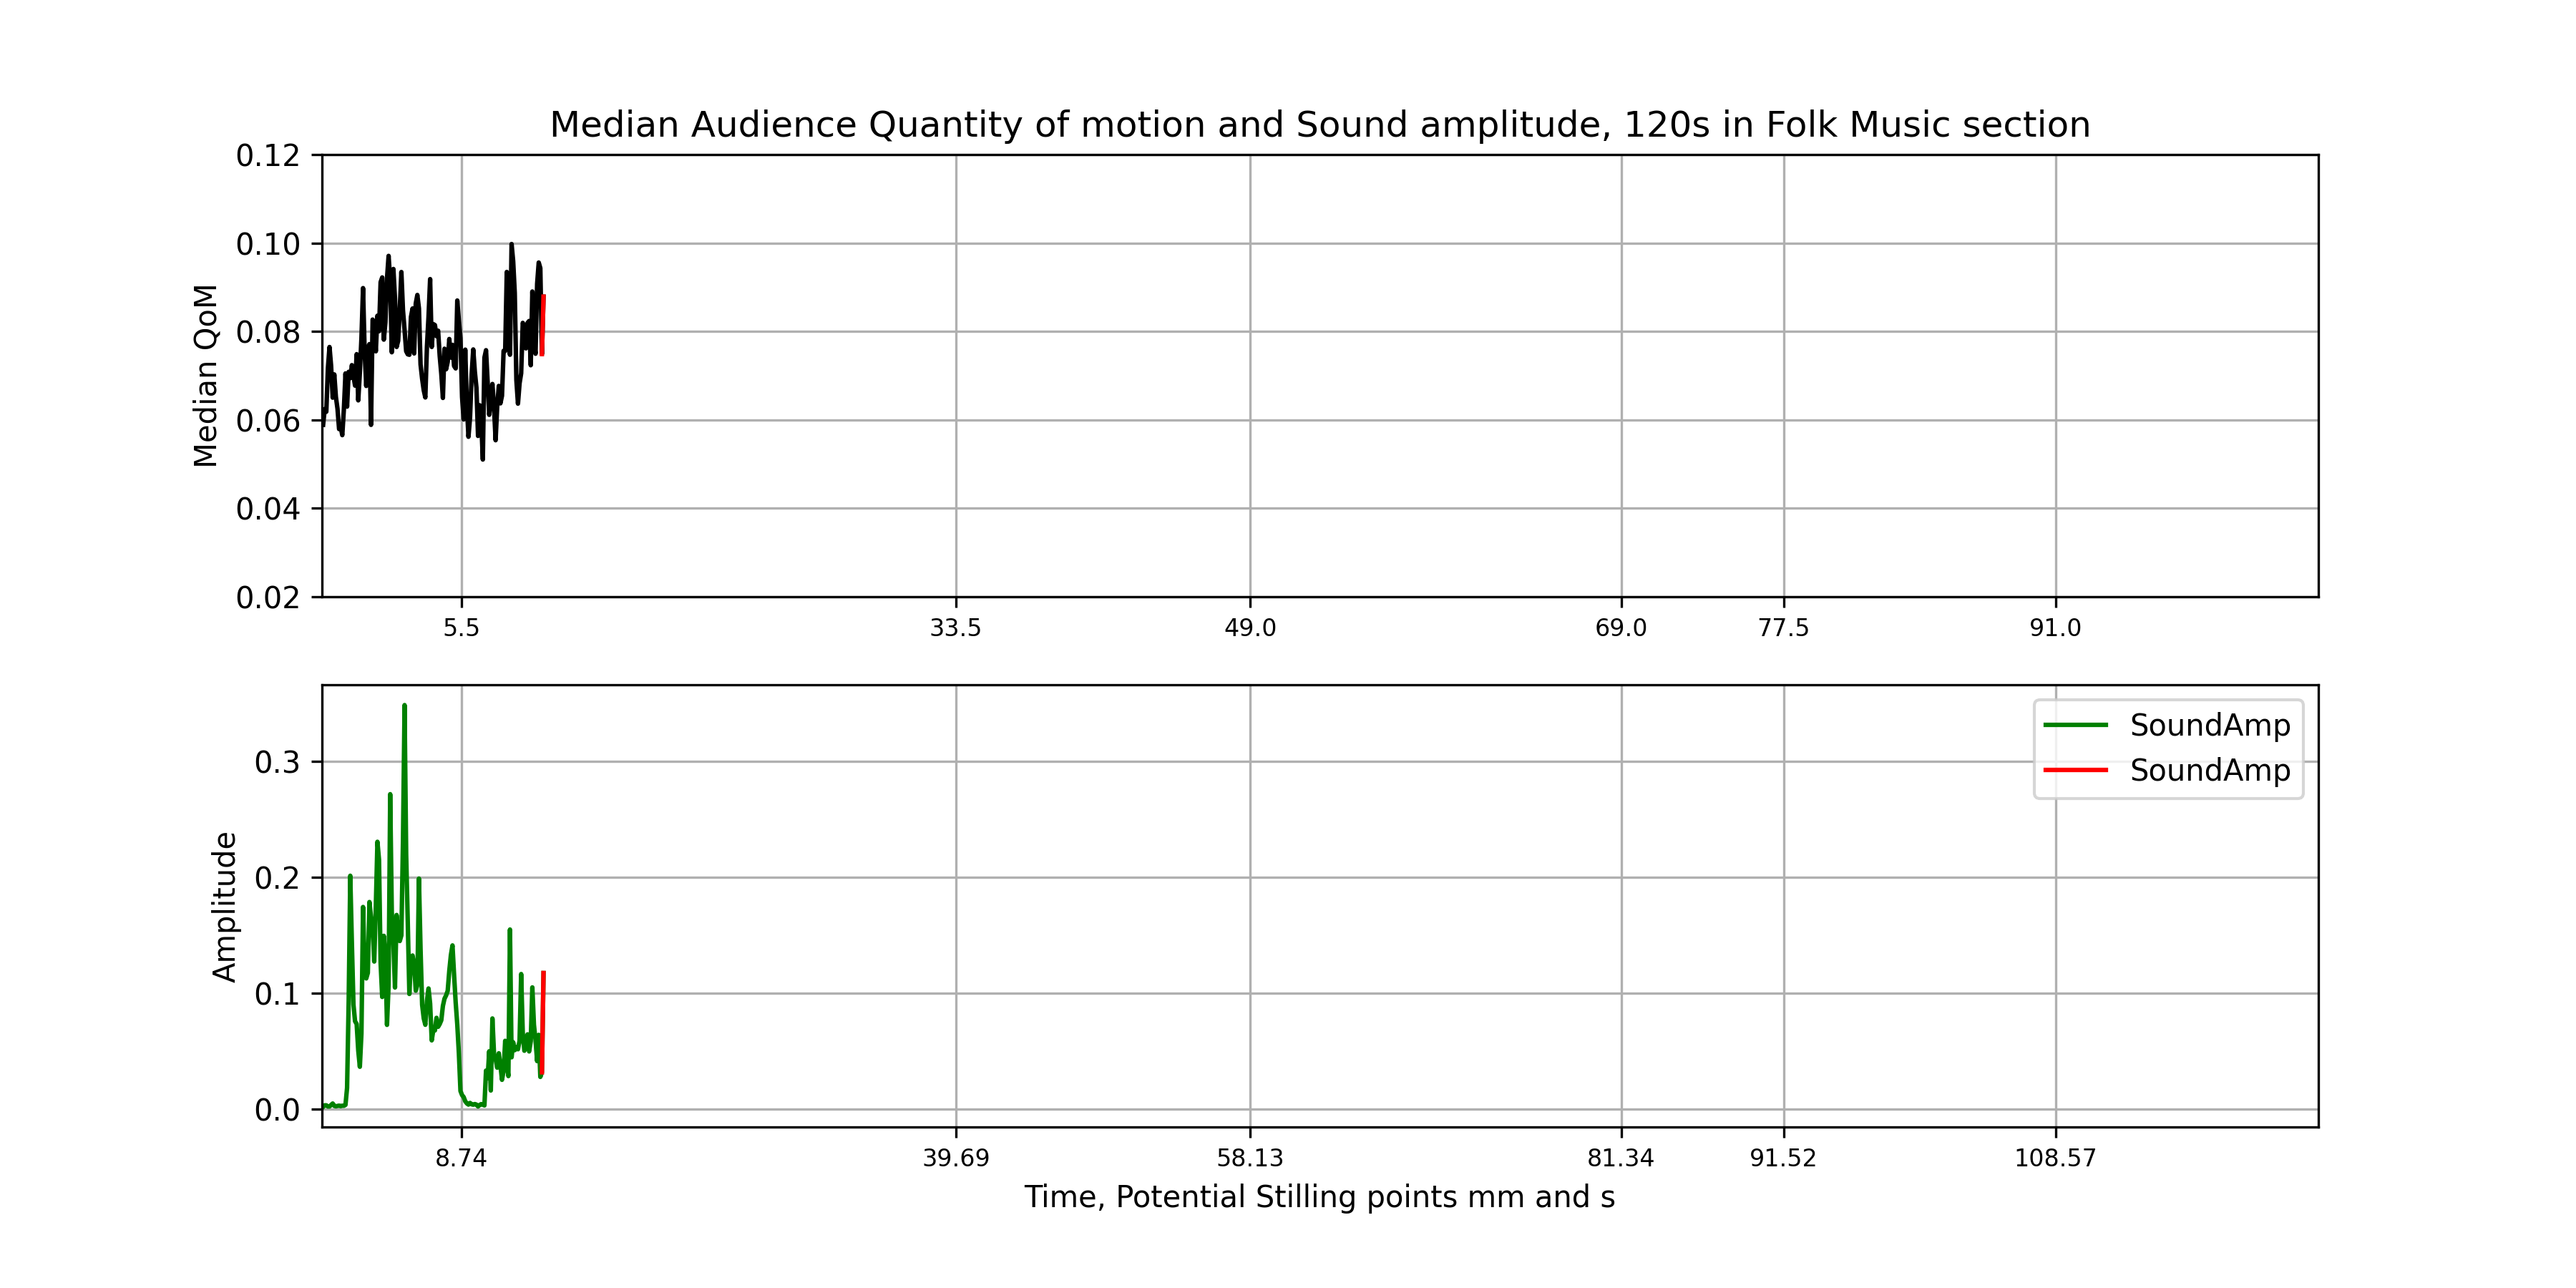 Median Audience Quantity of motion and Sound amplitude, 120s in Folk Music section
0.12
0.10
0.08
0.06
0.04
0.02
Median QoM
5.5 33.5 49.0 69.0 77.5 91.0
SoundAmp
SoundAmp
0.3
0.2
0.1
0.0
Amplitude
8.74 39.69 58.13 81.34 91.52 108.57
Time, Potential Stilling points mm and s